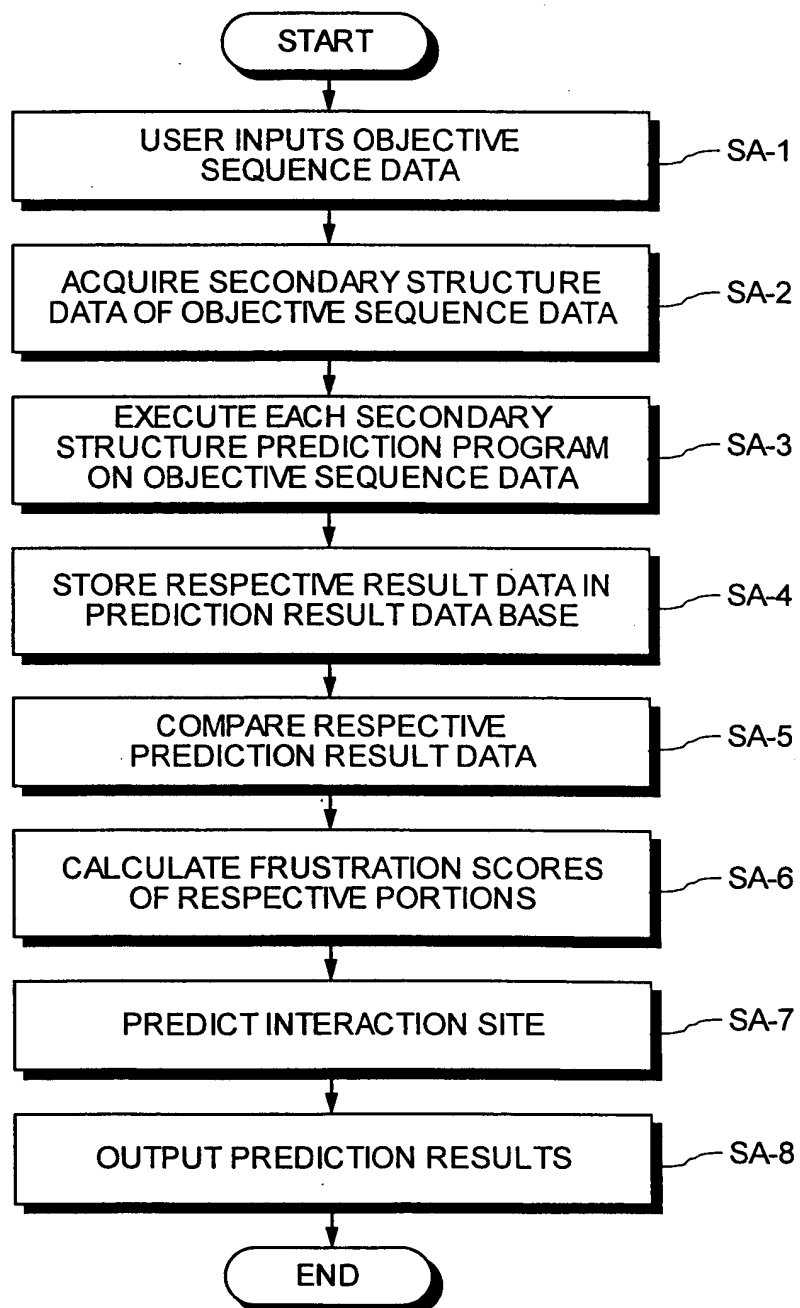 START
USER INPUTS OBJECTIVE
SEQUENCE DATA
SA-1
ACQUIRE SECONDARY STRUCTURE
DATA OF OBJECTIVE SEQUENCE DATA
SA-2
EXECUTE EACH SECONDARY
STRUCTURE PREDICTION PROGRAM
ON OBJECTIVE SEQUENCE DATA
SA-3
STORE RESPECTIVE RESULT DATA IN
PREDICTION RESULT DATA BASE
SA-4
COMPARE RESPECTIVE
PREDICTION RESULT DATA
SA-5
CALCULATE FRUSTRATION SCORES
OF RESPECTIVE PORTIONS
SA-6
PREDICT INTERACTION SITE
SA-7
OUTPUT PREDICTION RESULTS
SA-8
END